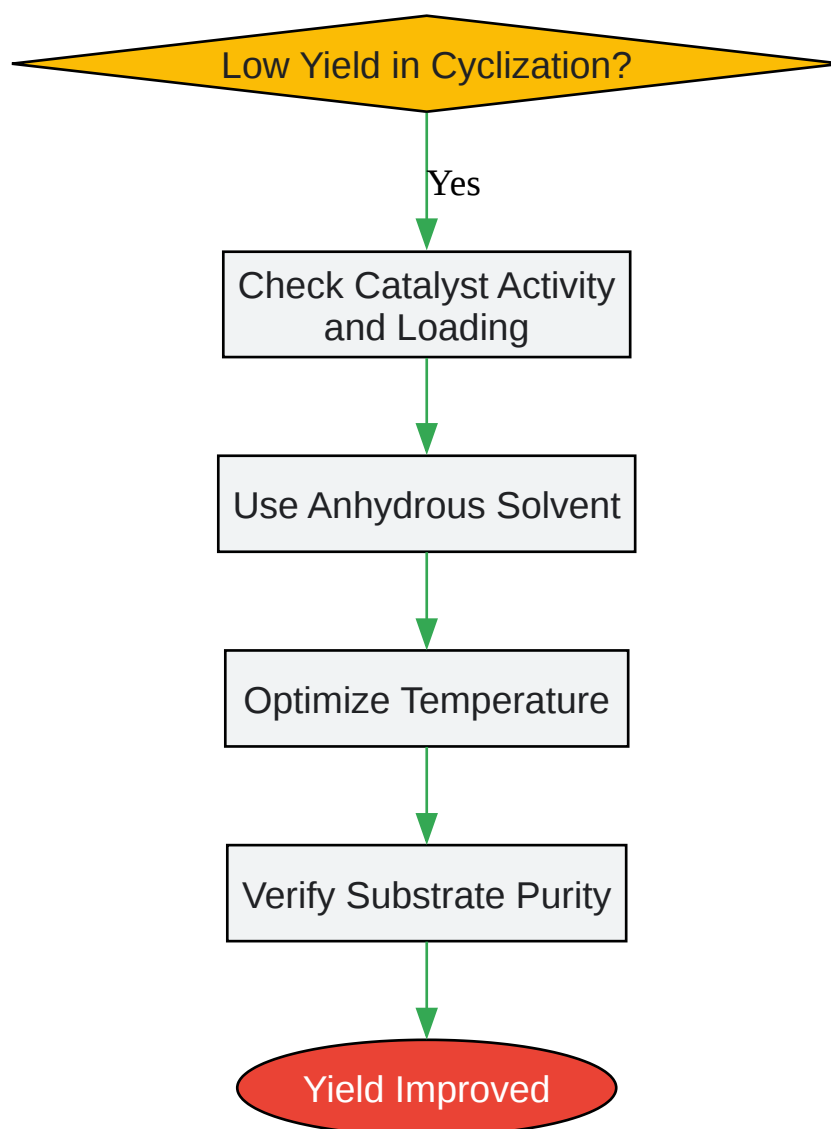 Low Yield in Cyclization?
Yes
Check Catalyst Activity
and Loading
Use Anhydrous Solvent
Optimize Temperature
Verify Substrate Purity
Yield Improved